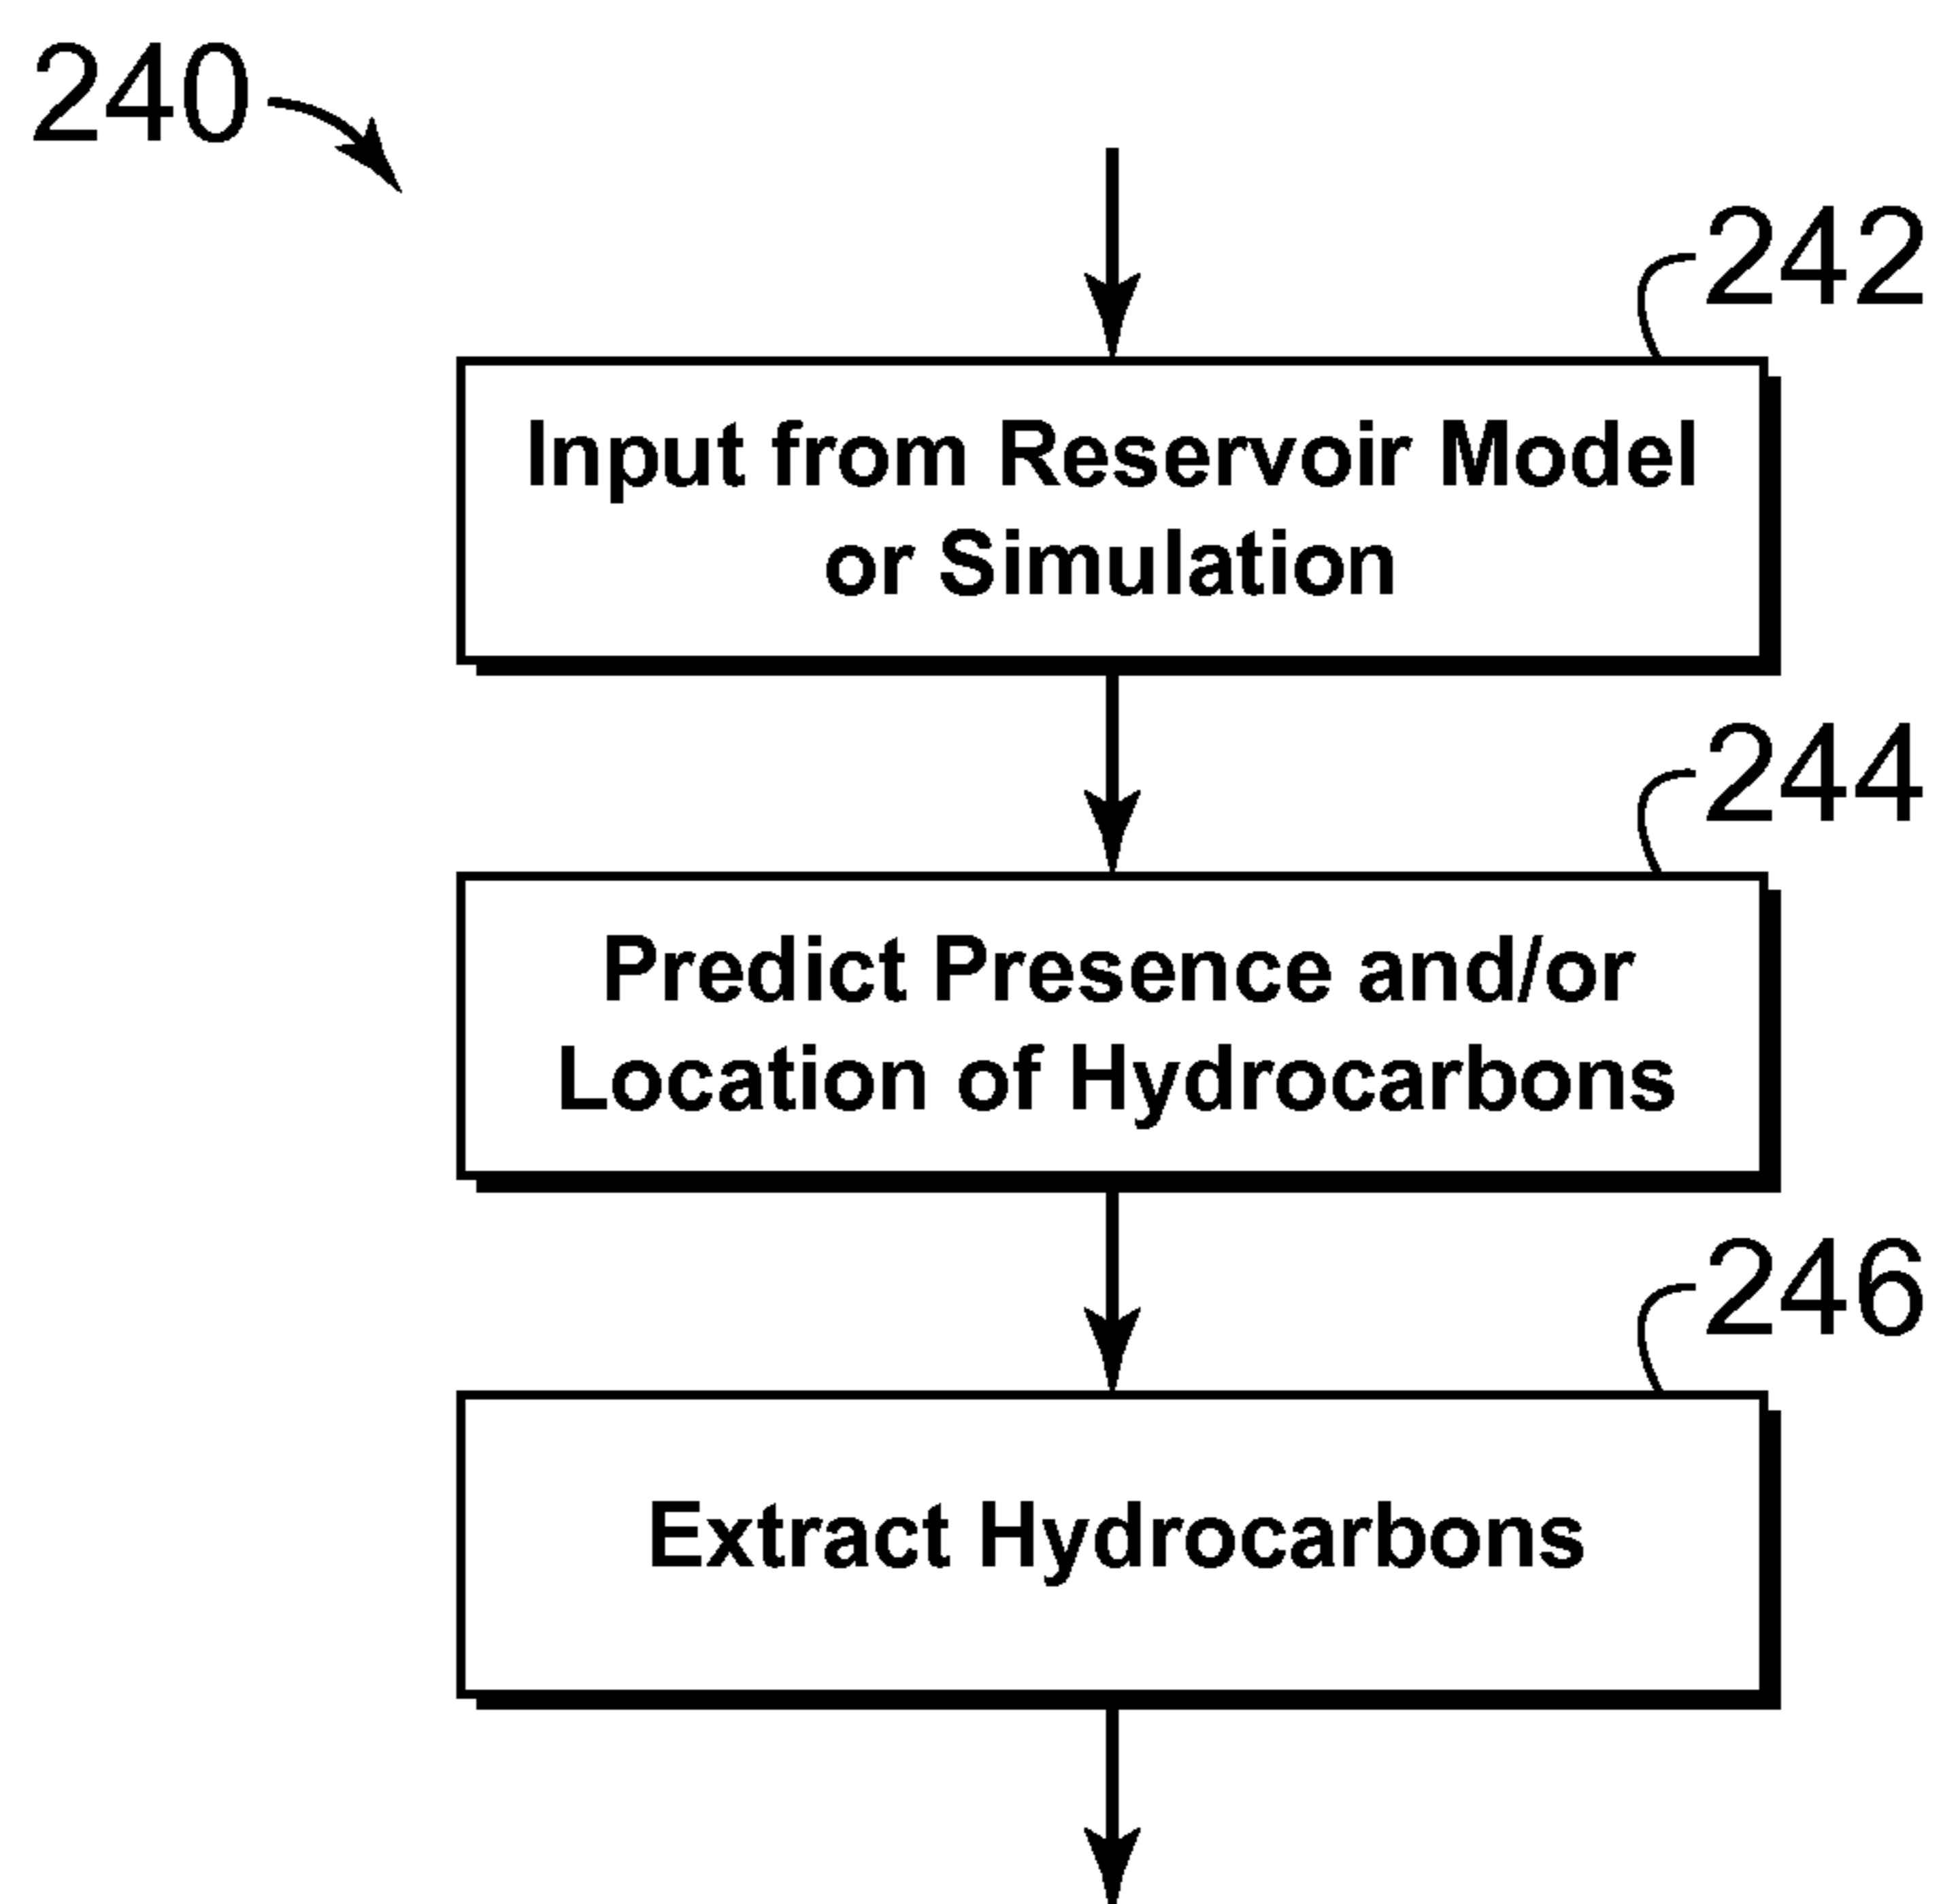 240
242
Input from Reservoir Model
or Simulation
244
Predict Presence and/or
Location of Hydrocarbons
246
Extract Hydrocarbons